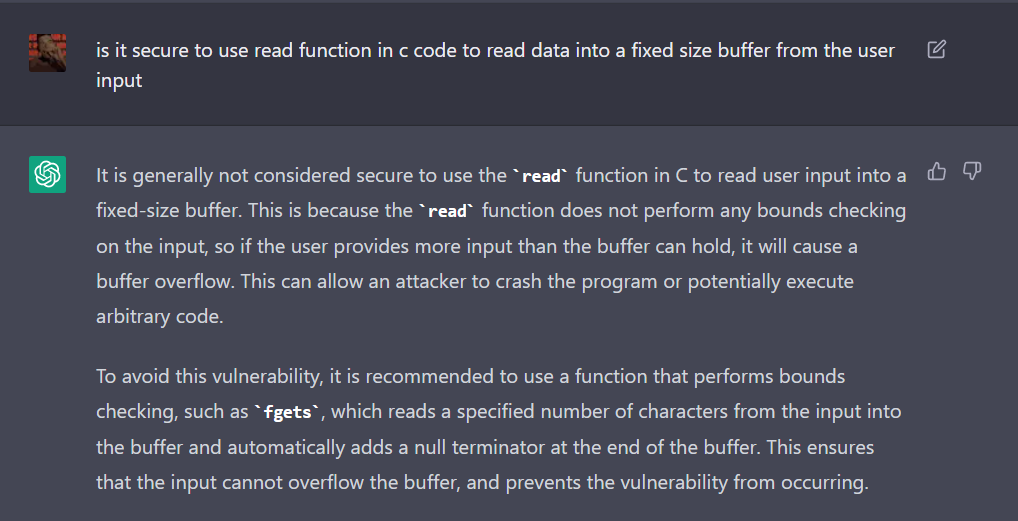 is it secure to use read function in c code to read data into a fixed size buffer from the user
input
It is generally not considered secure to use the `read` function in C to read user input into a
fixed-size buffer. This is because the `read` function does not perform any bounds checking
on the input, so if the user provides more input than the buffer can hold, it will cause a
buffer overflow. This can allow an attacker to crash the program or potentially execute
arbitrary code.
To avoid this vulnerability, it is recommended to use a function that performs bounds
checking, such as `fgets`, which reads a specified number of characters from the input into
the buffer and automatically adds a null terminator at the end of the buffer. This ensures
that the input cannot overflow the buffer, and prevents the vulnerability from occurring.